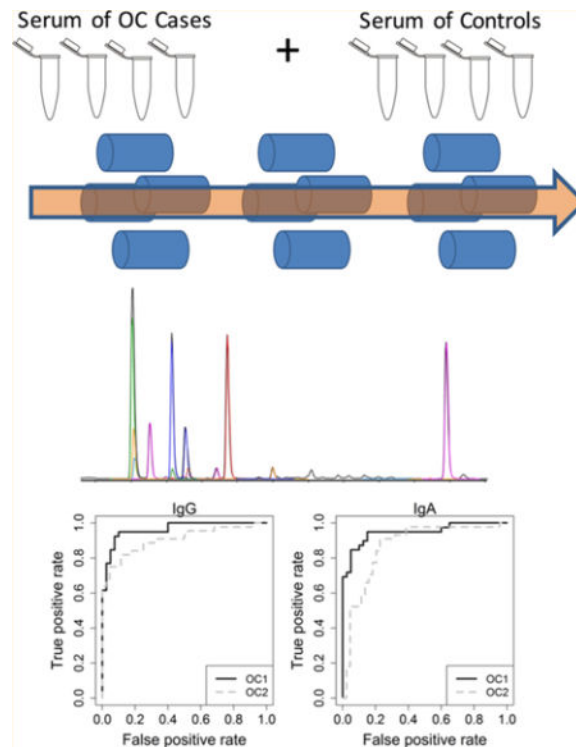 Serum of OC Cases + Serum of Controls
IgG
True positive rate
0.0 0.2 0.4 0.6 0.8 1.0
0.0 0.2 0.4 0.6 0.8 1.0
False positive rate
OC1
OC2
IgA
True positive rate
0.0 0.2 0.4 0.6 0.8 1.0
0.0 0.2 0.4 0.6 0.8 1.0
False positive rate
OC1
OC2